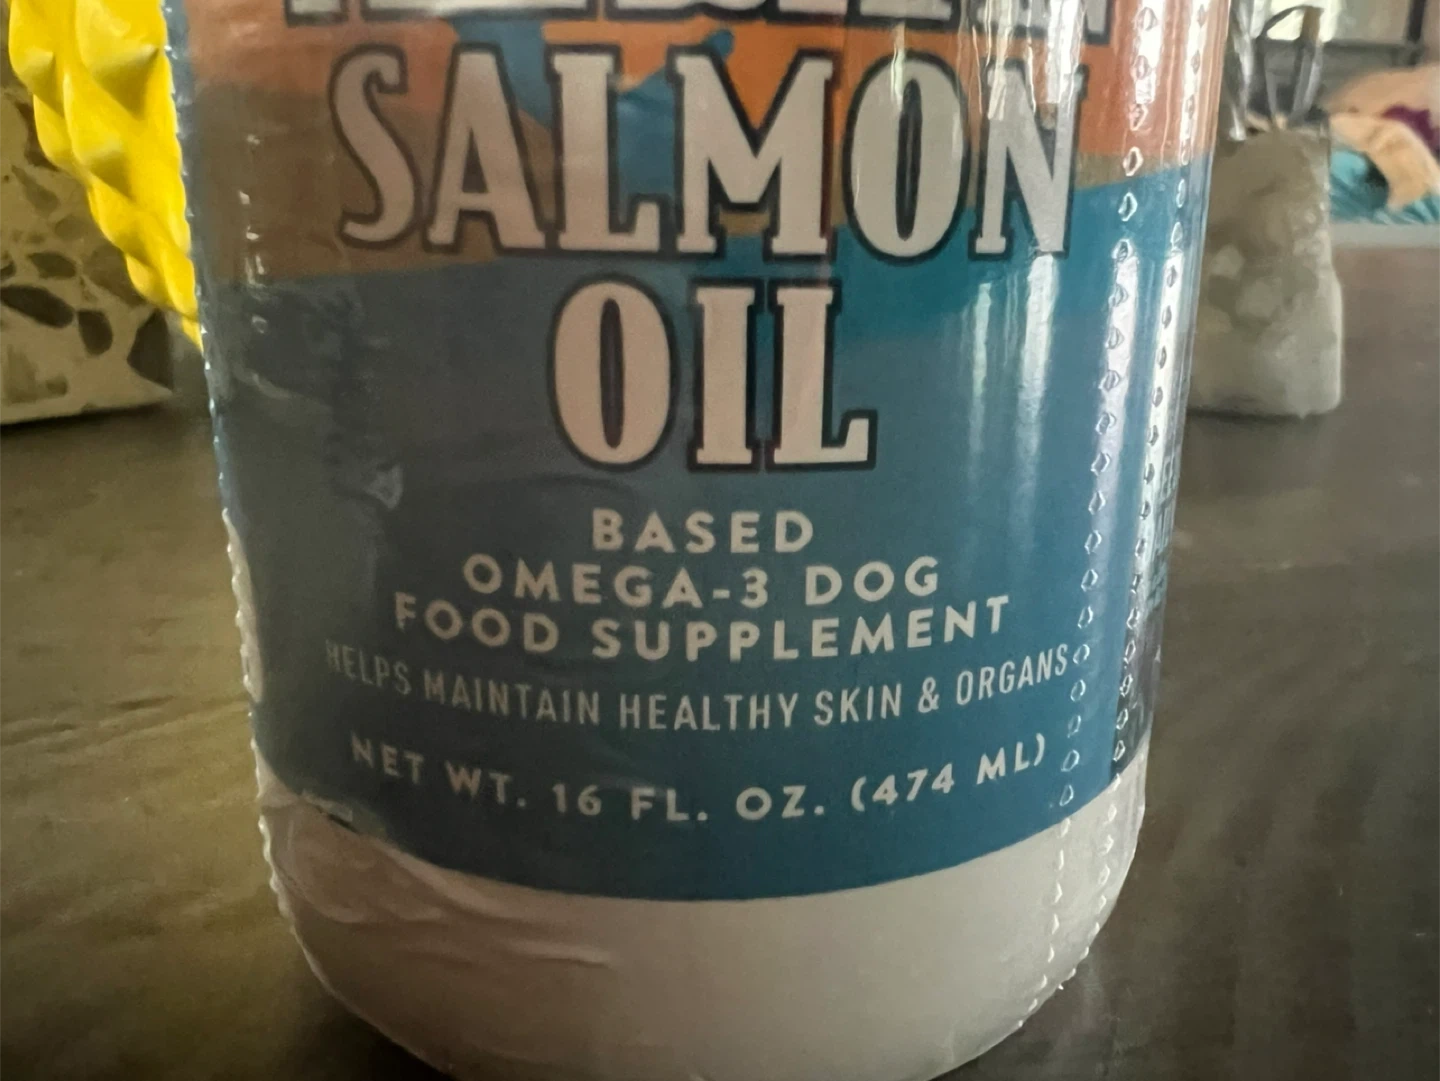 SALMON
OIL
BASED
OMEGA-3 DOG
FOOD SUPPLEMENT
HELPS MAINTAIN HEALTHY SKIN & ORGANS
NET WT. 16 FL. OZ. (474 ML)